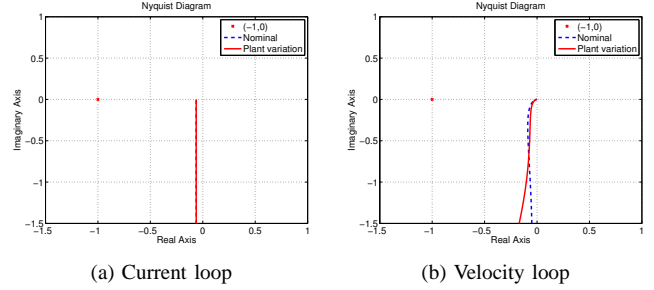 Nyquist Diagram
(−1,0)
Nominal
Plant variation
1
0.5
0
−0.5
−1
−1.5
Imaginary Axis
−1.5
−1
−0.5
0
0.5
1
Real Axis
(a) Current loop
Nyquist Diagram
(−1,0)
Nominal
Plant variation
1
0.5
0
−0.5
−1
−1.5
Imaginary Axis
−1.5
−1
−0.5
0
0.5
1
Real Axis
(b) Velocity loop